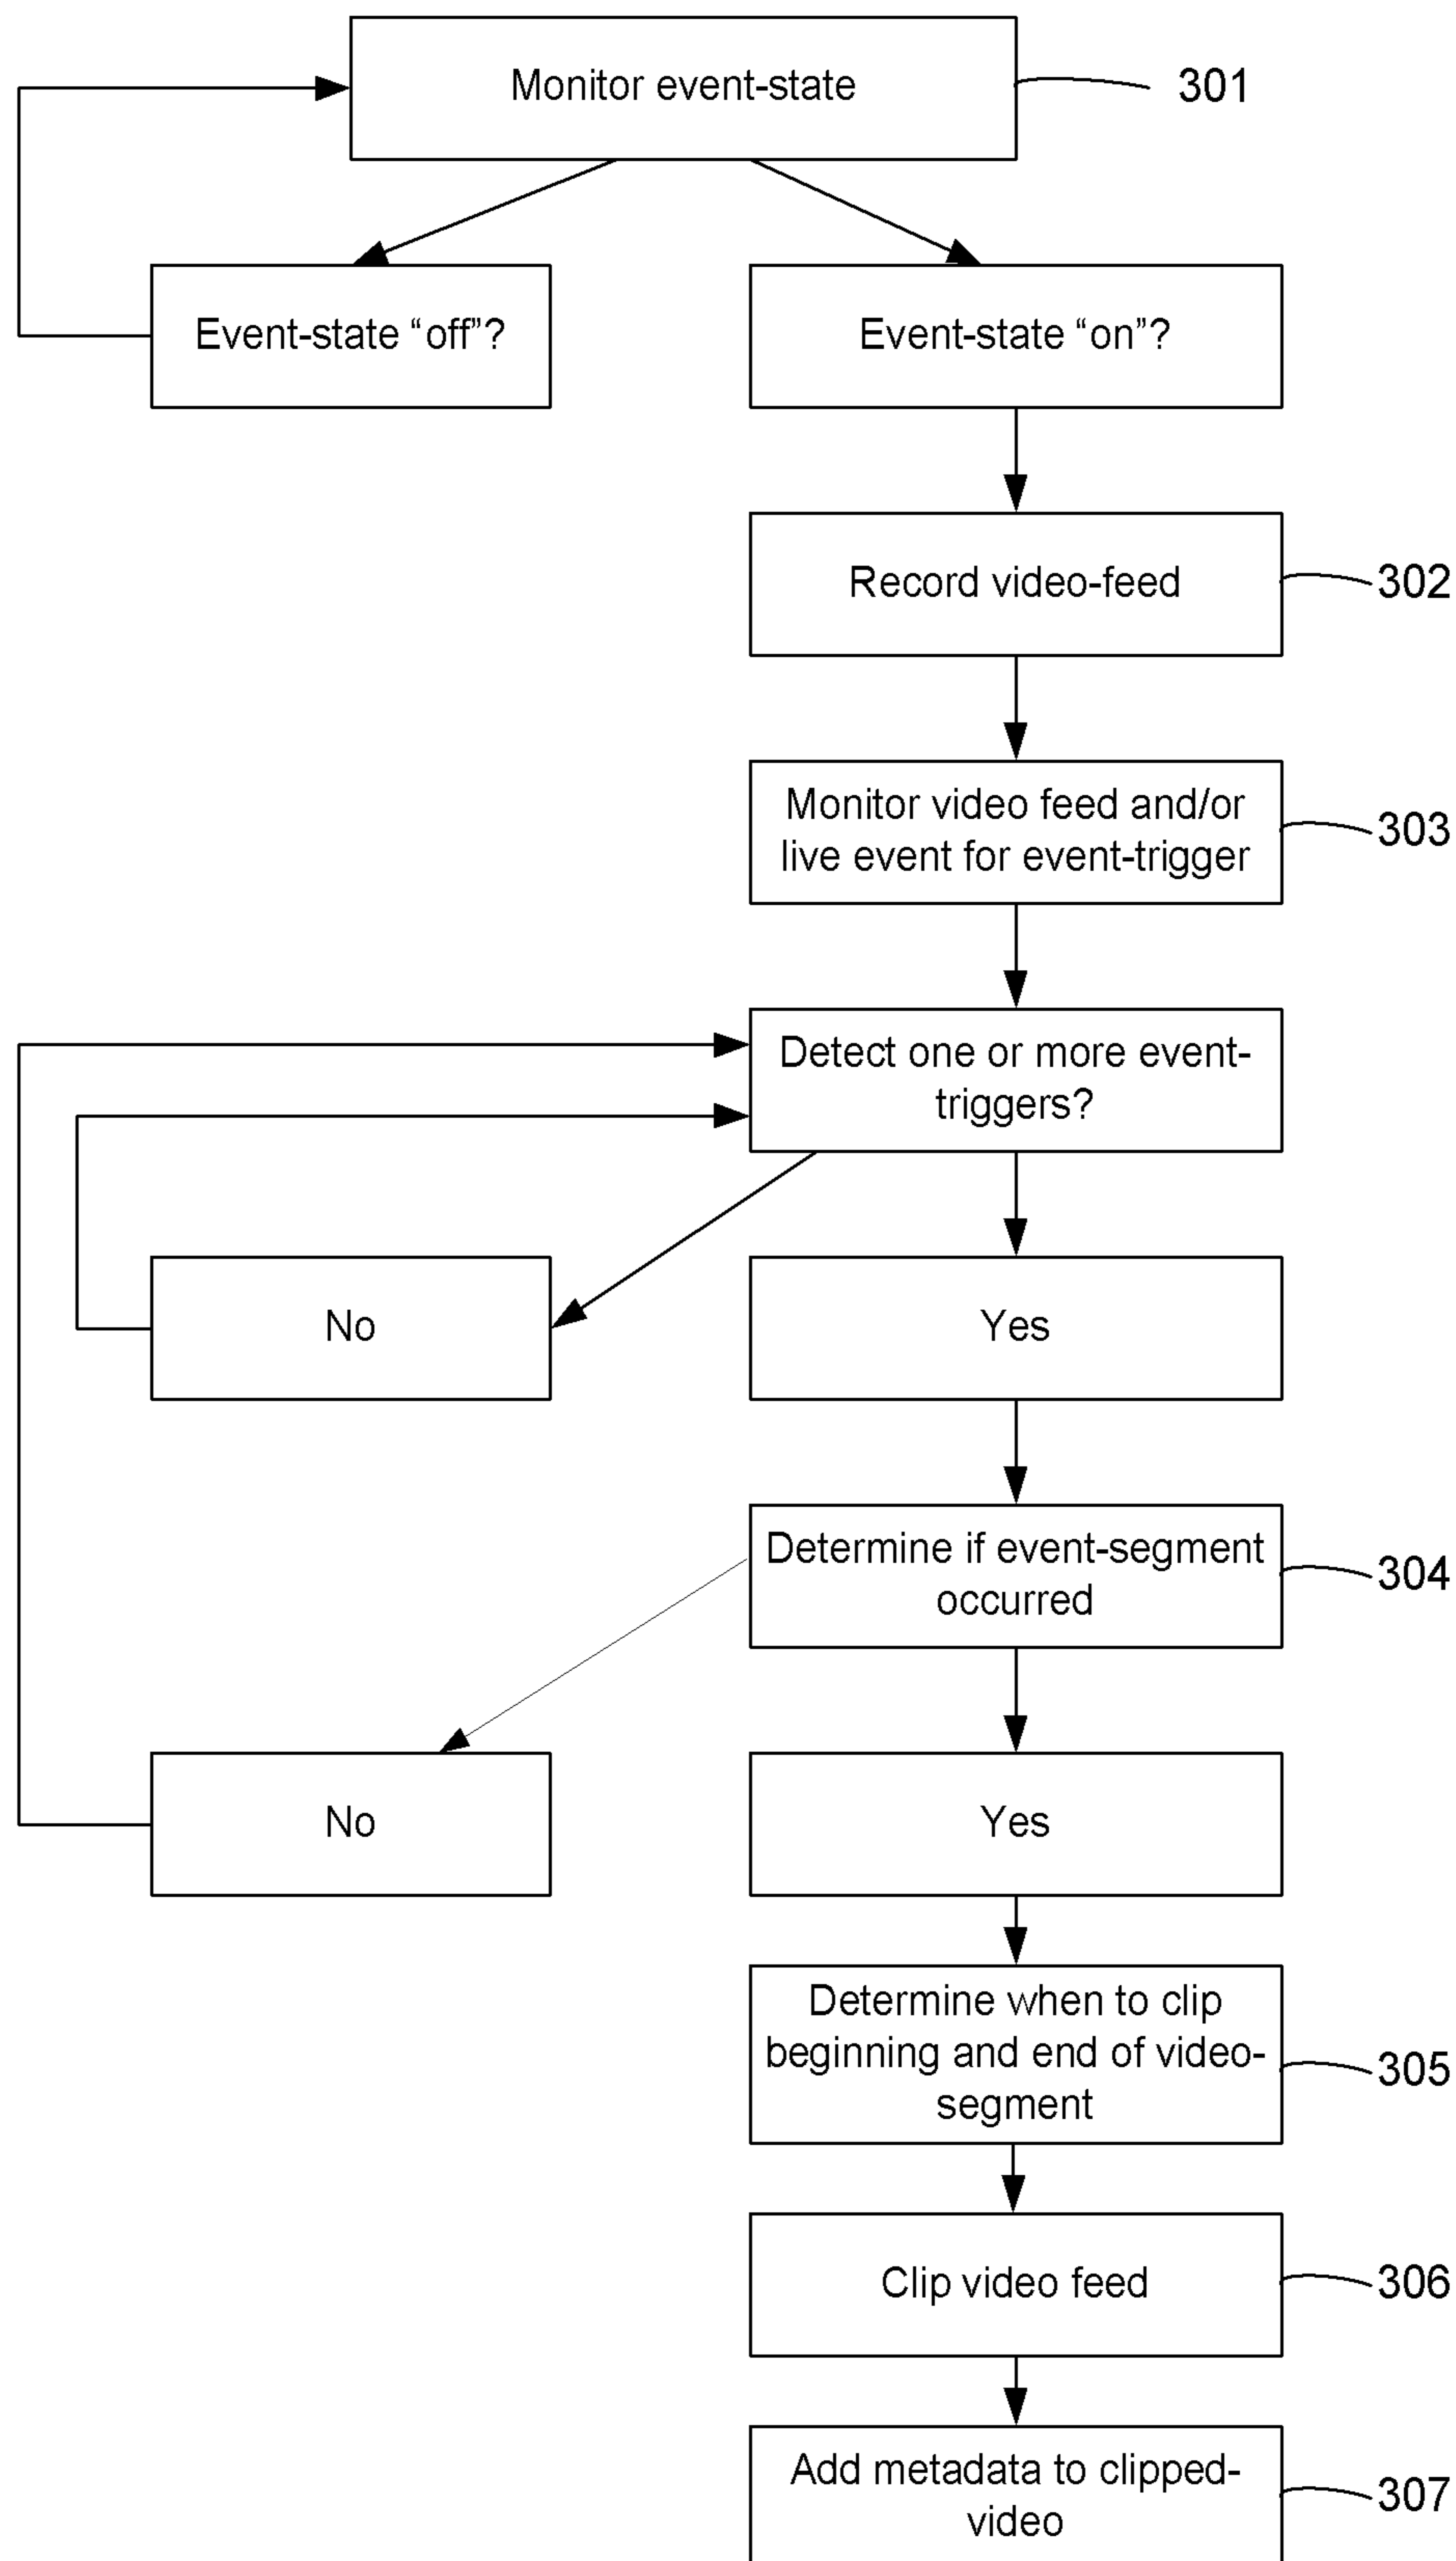 Monitor event-state
301
Event-state “off”?
Event-state “on”?
Record video-feed
302
Monitor video feed and/or
live event for event-trigger
303
Detect one or more event-
triggers?
No
Yes
Determine if event-segment
occurred
304
No
Yes
Determine when to clip
beginning and end of video-
segment
305
Clip video feed
306
Add metadata to clipped-
video
307